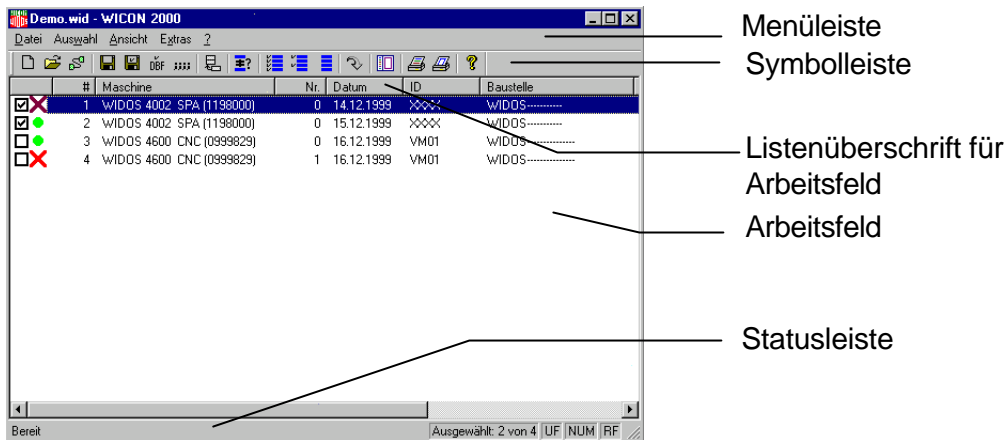 Demo.wid - WICON 2000
Datei Auswahl Ansicht Extras ?
DBF ;;;; ? ?
# Maschine Nr. Datum ID Baustelle
1 WIDOS 4002 SPA (1198000) 0 14.12.1999 XXXX WIDOS-----------
2 WIDOS 4002 SPA (1198000) 0 15.12.1999 XXXX WIDOS-----------
3 WIDOS 4600 CNC (0999829) 0 16.12.1999 VM01 WIDOS---------------
4 WIDOS 4600 CNC (0999829) 1 16.12.1999 VM01 WIDOS---------------
Bereit Ausgewählt: 2 von 4 UF NUM RF
Menüleiste
Symbolleiste
Listenüberschrift für
Arbeitsfeld
Arbeitsfeld
Statusleiste